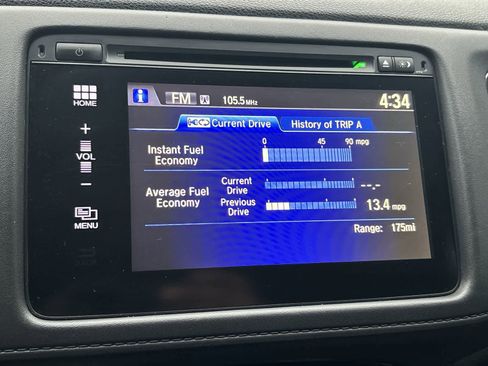 FM 105.5 MHz 4:34
HOME
Current Drive History of TRIP A
+
VOL
−
MENU
0 45 90 mpg
Instant Fuel
Economy
Average Fuel
Economy
Current
Drive
--.-
Previous
Drive
13.4 mpg
Range: 175mi